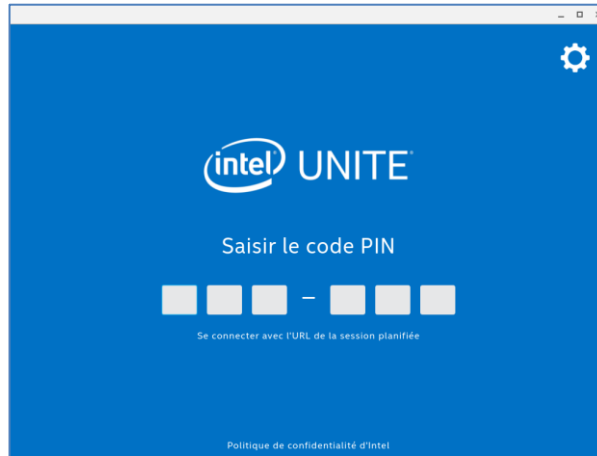 intel UNITE
Saisir le code PIN
Se connecter avec l'URL de la session planifiée
Politique de confidentialité d'Intel